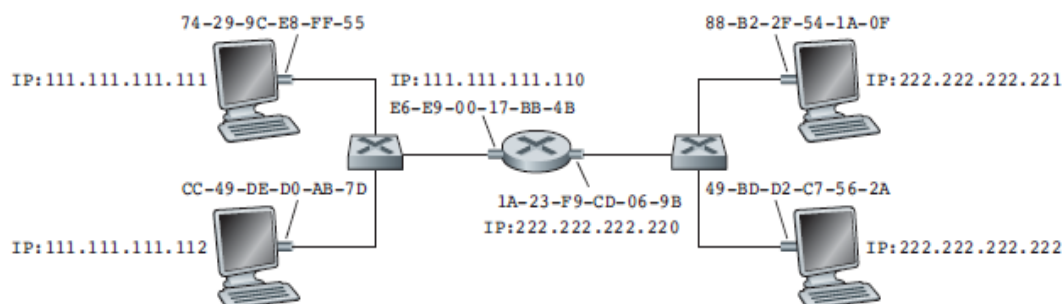 74-29-9C-E8-FF-55
88-B2-2F-54-1A-0F
IP:111.111.111.111
IP:111.111.111.110
IP:222.222.222.221
E6-E9-00-17-BB-4B
CC-49-DE-D0-AB-7D
49-BD-D2-C7-56-2A
1A-23-F9-CD-06-9B
IP:222.222.222.220
IP:111.111.111.112
IP:222.222.222.222